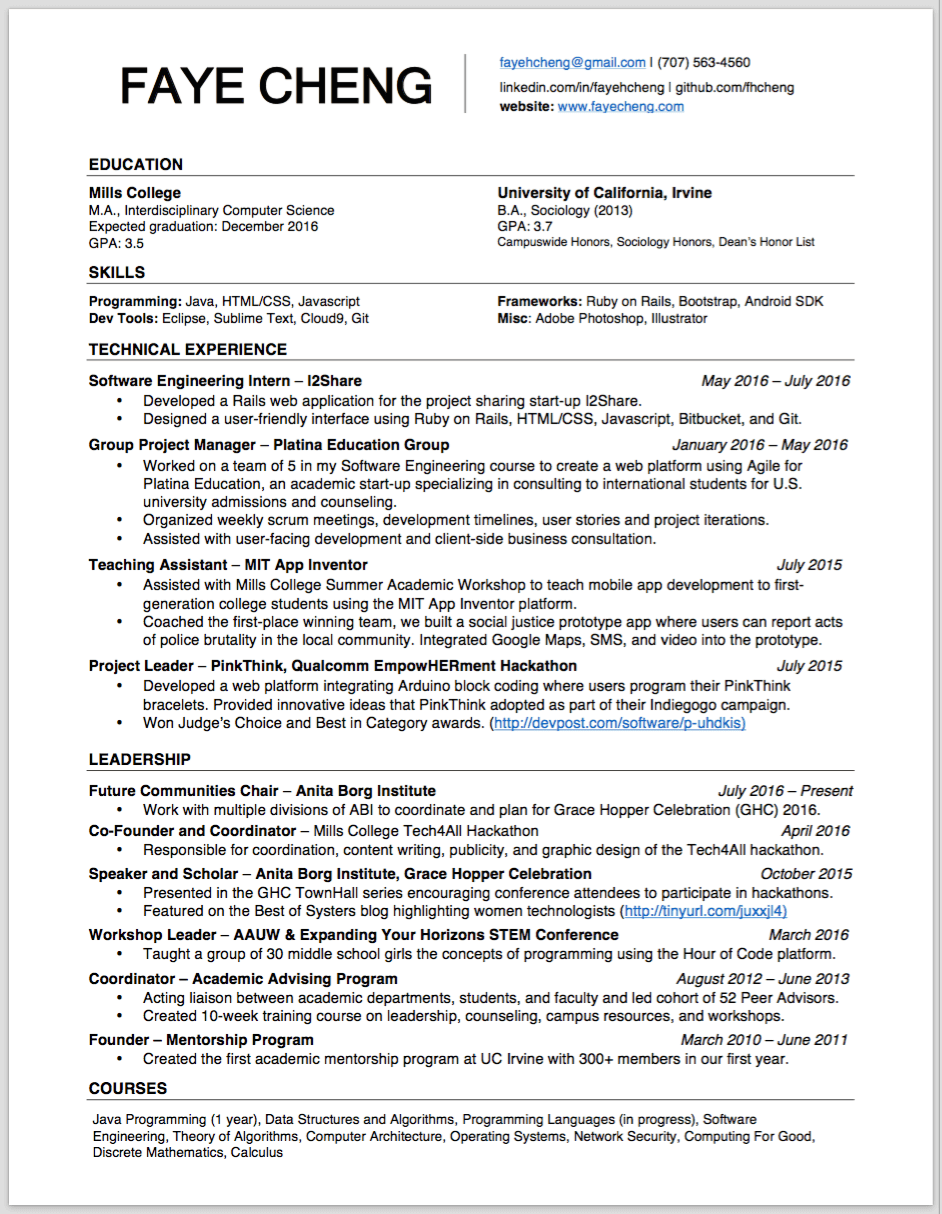 FAYE CHENG
fayehcheng@gmail.com | (707) 563-4560
linkedin.com/in/fayehcheng | github.com/fhcheng
website: www.fayecheng.com
EDUCATION
Mills College
M.A., Interdisciplinary Computer Science
Expected graduation: December 2016
GPA: 3.5
University of California, Irvine
B.A., Sociology (2013)
GPA: 3.7
Campuswide Honors, Sociology Honors, Dean's Honor List
SKILLS
Programming: Java, HTML/CSS, Javascript
Dev Tools: Eclipse, Sublime Text, Cloud9, Git
Frameworks: Ruby on Rails, Bootstrap, Android SDK
Misc: Adobe Photoshop, Illustrator
TECHNICAL EXPERIENCE
Software Engineering Intern – I2Share May 2016 – July 2016
• Developed a Rails web application for the project sharing start-up I2Share.
• Designed a user-friendly interface using Ruby on Rails, HTML/CSS, Javascript, Bitbucket, and Git.
Group Project Manager – Platina Education Group January 2016 – May 2016
• Worked on a team of 5 in my Software Engineering course to create a web platform using Agile for
Platina Education, an academic start-up specializing in consulting to international students for U.S.
university admissions and counseling.
• Organized weekly scrum meetings, development timelines, user stories and project iterations.
• Assisted with user-facing development and client-side business consultation.
Teaching Assistant – MIT App Inventor July 2015
• Assisted with Mills College Summer Academic Workshop to teach mobile app development to first-
generation college students using the MIT App Inventor platform.
• Coached the first-place winning team, we built a social justice prototype app where users can report acts
of police brutality in the local community. Integrated Google Maps, SMS, and video into the prototype.
Project Leader – PinkThink, Qualcomm EmpowHERment Hackathon July 2015
• Developed a web platform integrating Arduino block coding where users program their PinkThink
bracelets. Provided innovative ideas that PinkThink adopted as part of their Indiegogo campaign.
• Won Judge's Choice and Best in Category awards. (http://devpost.com/software/p-uhdkis)
LEADERSHIP
Future Communities Chair – Anita Borg Institute July 2016 – Present
• Work with multiple divisions of ABI to coordinate and plan for Grace Hopper Celebration (GHC) 2016.
Co-Founder and Coordinator – Mills College Tech4All Hackathon April 2016
• Responsible for coordination, content writing, publicity, and graphic design of the Tech4All hackathon.
Speaker and Scholar – Anita Borg Institute, Grace Hopper Celebration October 2015
• Presented in the GHC TownHall series encouraging conference attendees to participate in hackathons.
• Featured on the Best of Systers blog highlighting women technologists (http://tinyurl.com/juxxjl4)
Workshop Leader – AAUW & Expanding Your Horizons STEM Conference March 2016
• Taught a group of 30 middle school girls the concepts of programming using the Hour of Code platform.
Coordinator – Academic Advising Program August 2012 – June 2013
• Acting liaison between academic departments, students, and faculty and led cohort of 52 Peer Advisors.
• Created 10-week training course on leadership, counseling, campus resources, and workshops.
Founder – Mentorship Program March 2010 – June 2011
• Created the first academic mentorship program at UC Irvine with 300+ members in our first year.
COURSES
Java Programming (1 year), Data Structures and Algorithms, Programming Languages (in progress), Software
Engineering, Theory of Algorithms, Computer Architecture, Operating Systems, Network Security, Computing For Good,
Discrete Mathematics, Calculus